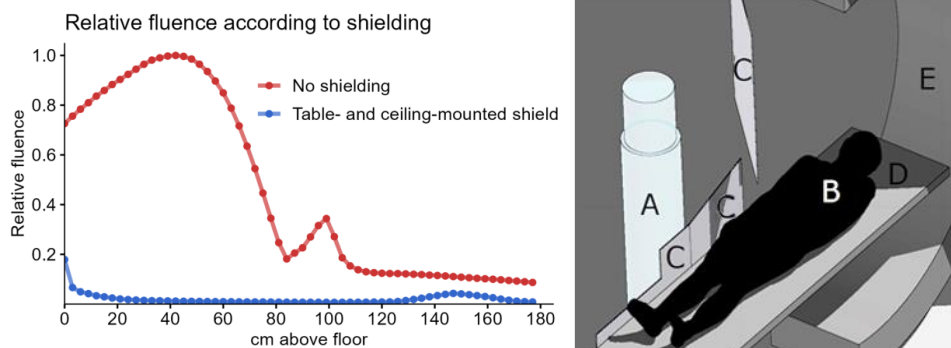 Relative fluence according to shielding
Relative fluence
1.0
0.8
0.6
0.4
0.2
No shielding
Table- and ceiling-mounted shield
0 20 40 60 80 100 120 140 160 180
cm above floor
C
E
B
D
A
C
C